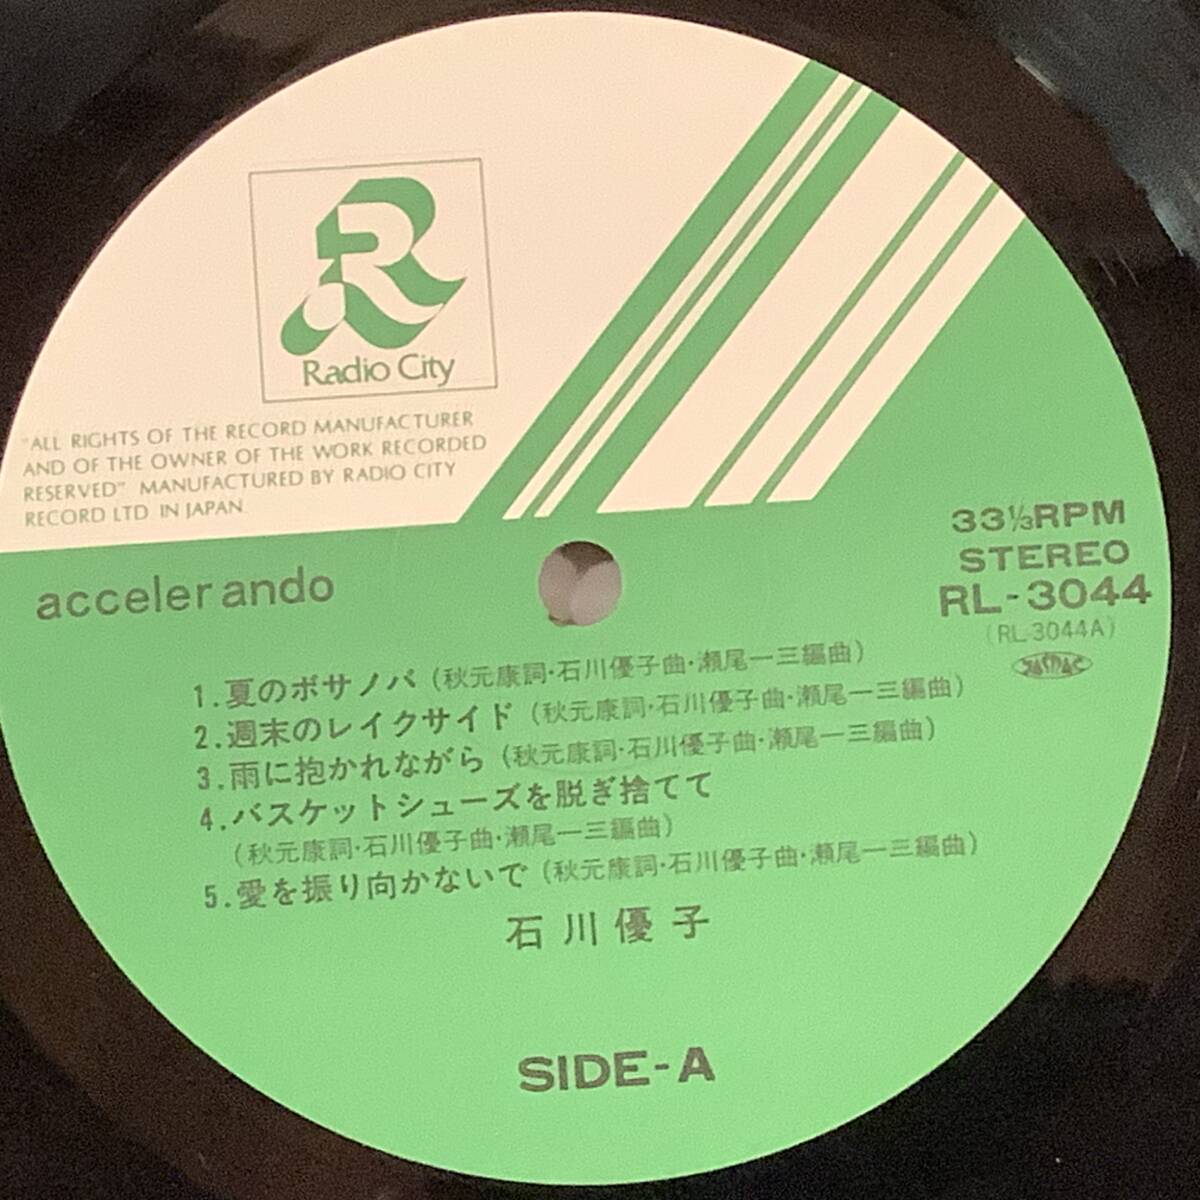 Radio City
"ALL RIGHTS OF THE RECORD MANUFACTURER
AND OF THE OWNER OF THE WORK RECORDED
RESERVED" MANUFACTURED BY RADIO CITY
RECORD LTD. IN JAPAN.
accelerando
33⅓RPM
STEREO
RL-3044
(RL-3044A)
JASRAC
1.夏のボサノバ(秋元康詞·石川優子曲·瀬尾一三編曲)
2.週末のレイクサイド(秋元康詞·石川優子曲·瀬尾一三編曲)
3.雨に抱かれながら(秋元康詞·石川優子曲·瀬尾一三編曲)
4.バスケットシューズを脱ぎ捨てて
(秋元康詞·石川優子曲·瀬尾一三編曲)
5.愛を振り向かないで(秋元康詞·石川優子曲·瀬尾一三編曲)
石川優子
SIDE-A